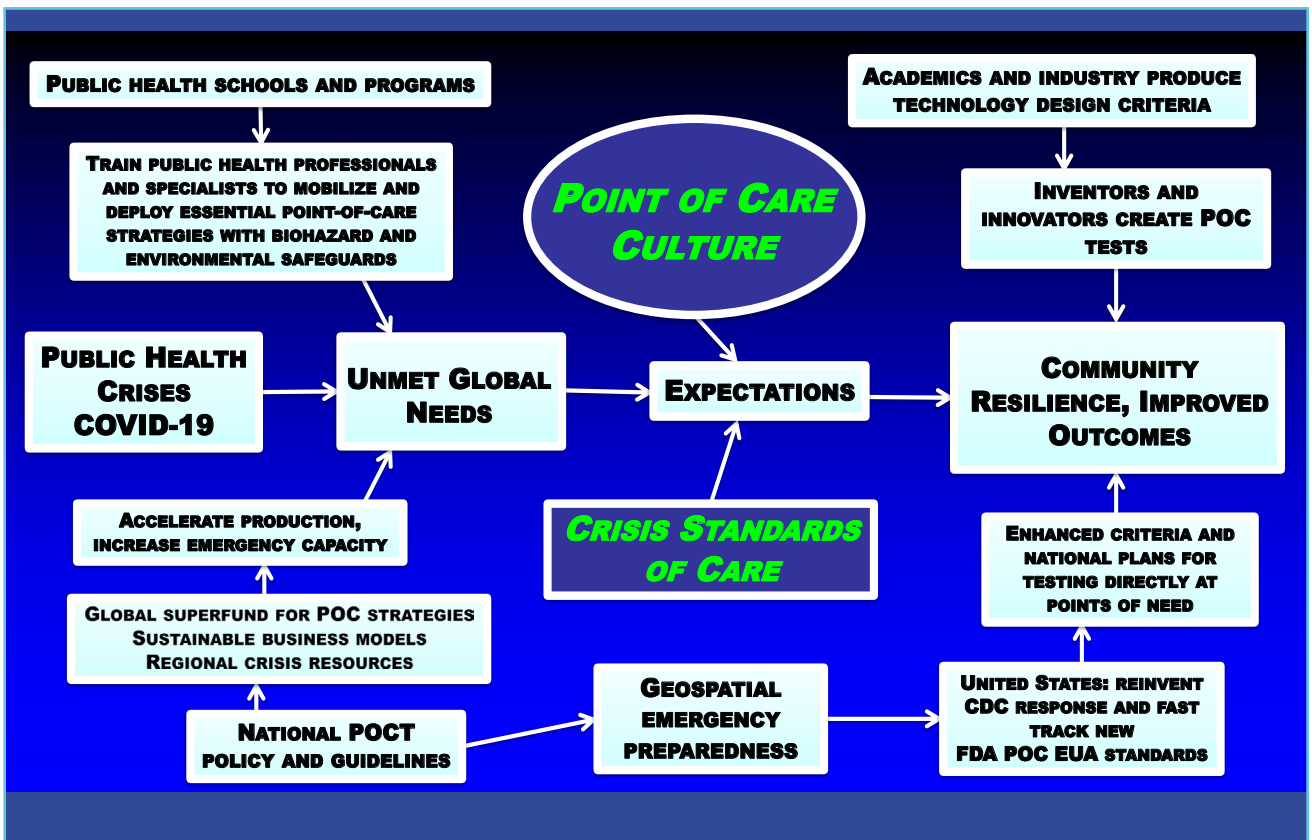 PUBLIC HEALTH SCHOOLS AND PROGRAMS
TRAIN PUBLIC HEALTH PROFESSIONALS
AND SPECIALISTS TO MOBILIZE AND
DEPLOY ESSENTIAL POINT-OF-CARE
STRATEGIES WITH BIOHAZARD AND
ENVIRONMENTAL SAFEGUARDS
POINT OF CARE
CULTURE
ACADEMICS AND INDUSTRY PRODUCE
TECHNOLOGY DESIGN CRITERIA
INVENTORS AND
INNOVATORS CREATE POC
TESTS
PUBLIC HEALTH
CRISES
COVID-19
UNMET GLOBAL
NEEDS
EXPECTATIONS
COMMUNITY
RESILIENCE, IMPROVED
OUTCOMES
ACCELERATE PRODUCTION,
INCREASE EMERGENCY CAPACITY
CRISIS STANDARDS
OF CARE
ENHANCED CRITERIA AND
NATIONAL PLANS FOR
TESTING DIRECTLY AT
POINTS OF NEED
GLOBAL SUPERFUND FOR POC STRATEGIES
SUSTAINABLE BUSINESS MODELS
REGIONAL CRISIS RESOURCES
NATIONAL POCT
POLICY AND GUIDELINES
GEOSPATIAL
EMERGENCY
PREPAREDNESS
UNITED STATES: REINVENT
CDC RESPONSE AND FAST
TRACK NEW
FDA POC EUA STANDARDS